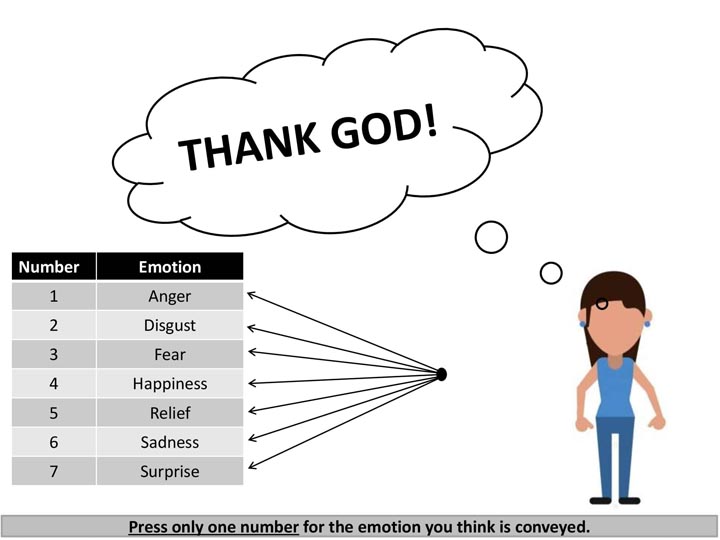 THANK GOD!
Number Emotion
1 Anger
2 Disgust
3 Fear
4 Happiness
5 Relief
6 Sadness
7 Surprise
Press only one number for the emotion you think is conveyed.